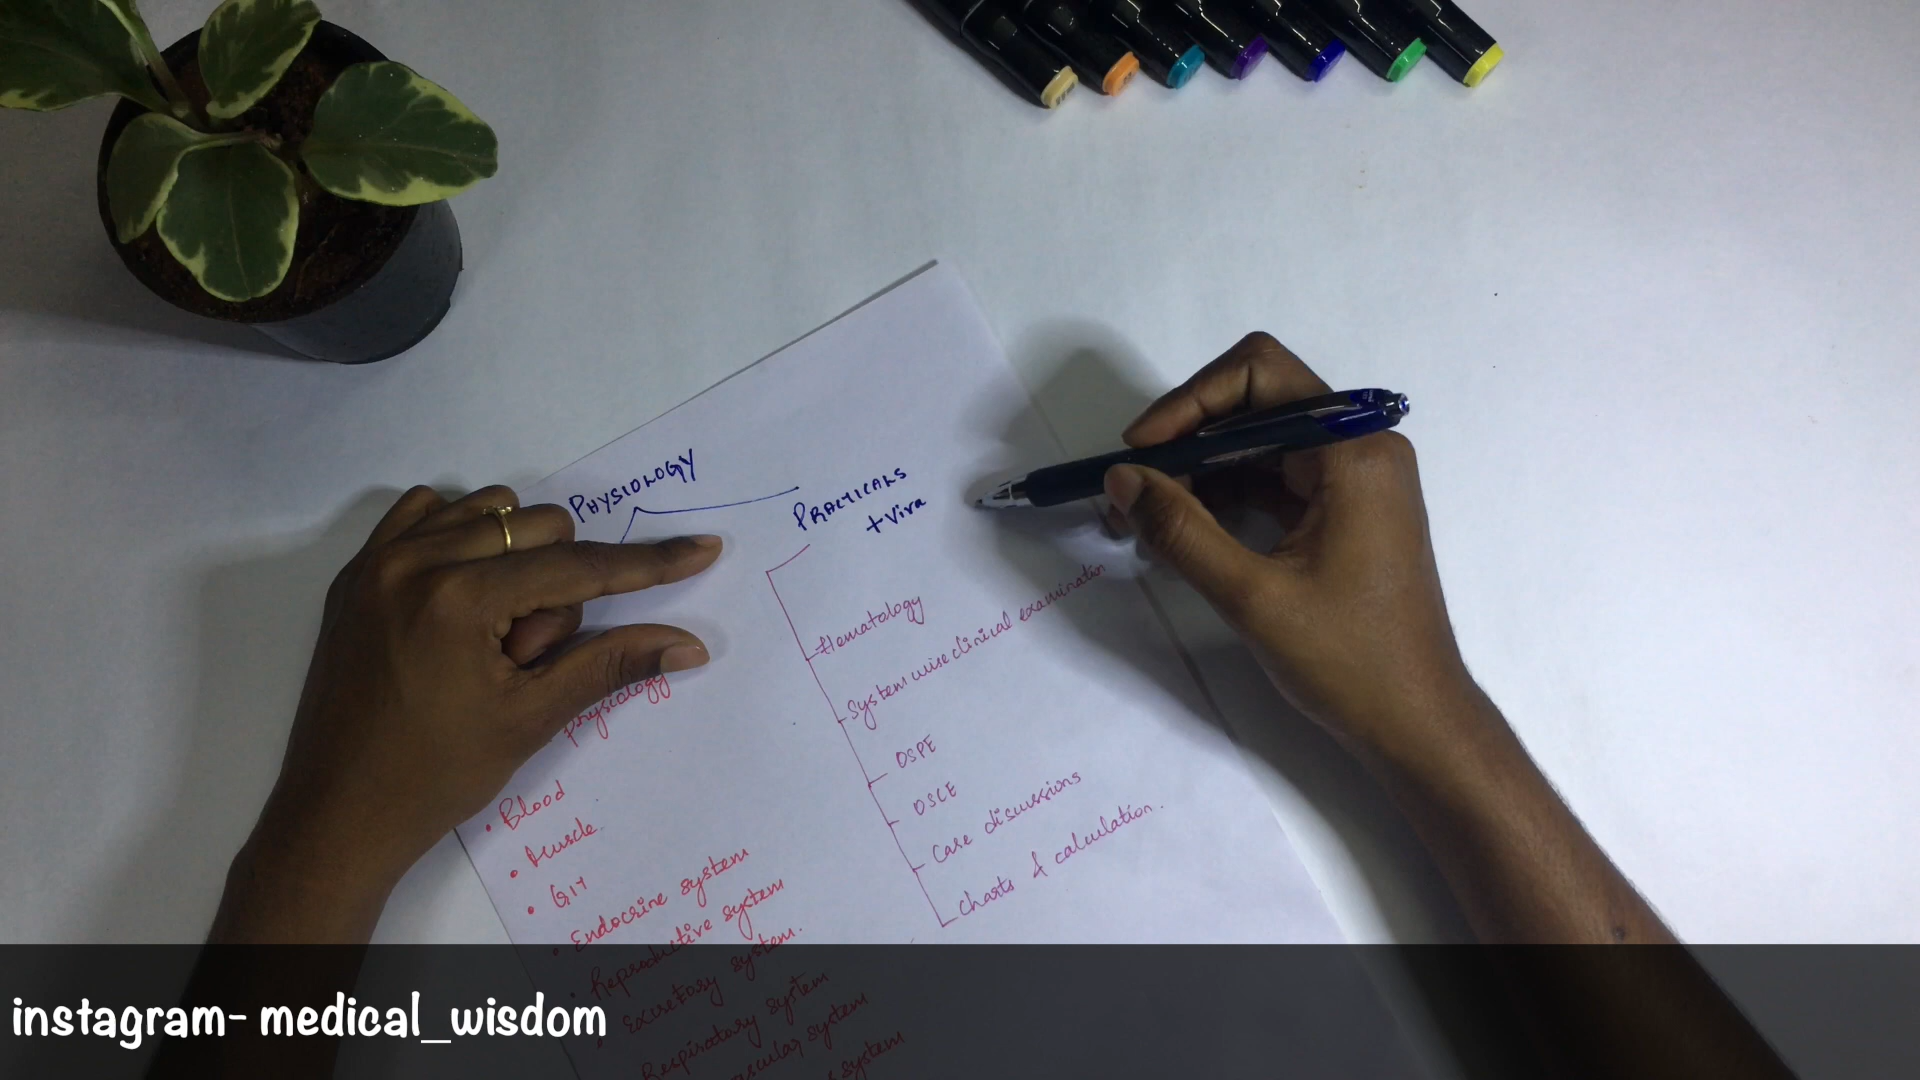 PHYSIOLOGY
PRACTICALS
+ Viva
Hematology
System wise clinical examination
OSPE
OSCE
Case discussions
Charts & calculation.
Physiology
• Blood
• Muscle
• GIT
• Endocrine system
• Reproductive system
• Excretory system.
Respiratory system
system
instagram- medical_wisdom